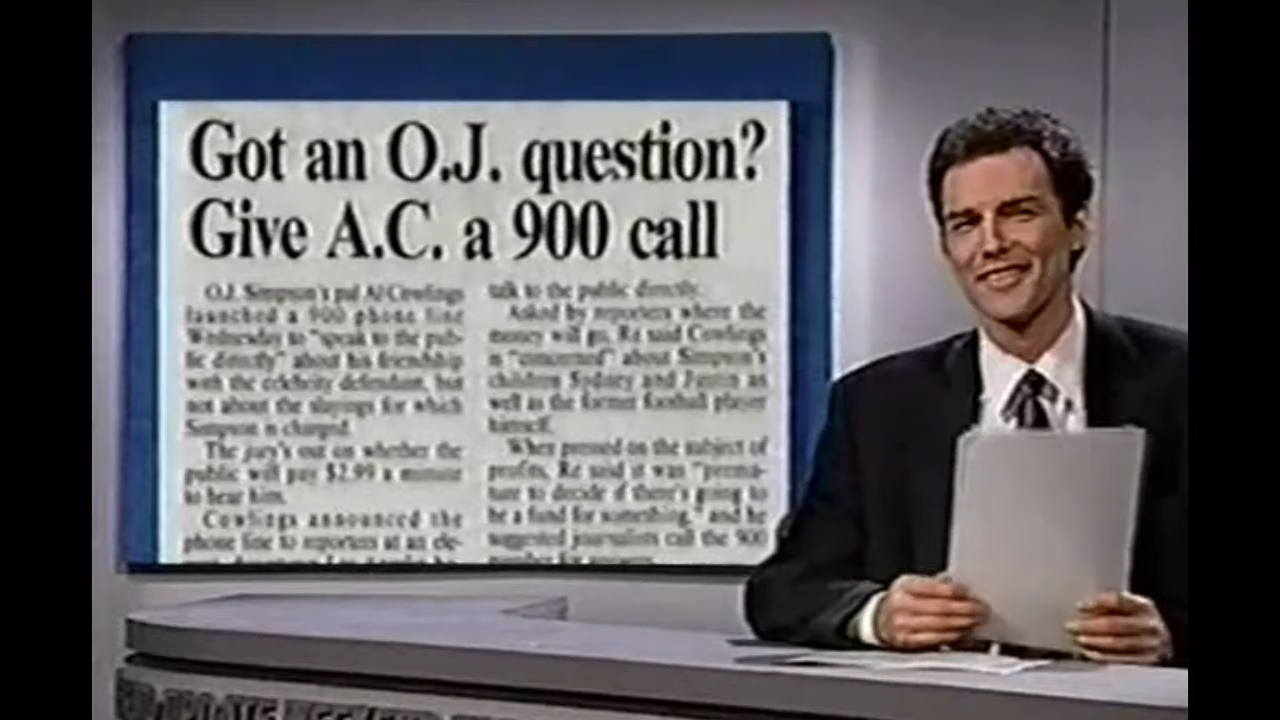 Got an O.J. question?
Give A.C. a 900 call
O.J. Simpson's pal Al Cowlings
launched a 900 phone line
Wednesday to "speak to the pub-
lic directly" about his friendship
with the celebrity defendant, but
not about the slayings for which
Simpson is charged.
The jury's out on whether the
public will pay $2.99 a minute
to hear him.
Cowlings announced the
phone line to reporters at an ele-
talk to the public directly.
Asked by reporters where the
money will go, Re said Cowlings
is "concerned" about Simpson's
children Sydney and Justin as
well as the former football player
himself.
When pressed on the subject of
profits, Re said it was "prema-
ture to decide if there's going to
be a fund for something," and he
suggested journalists call the 900
number for answers.